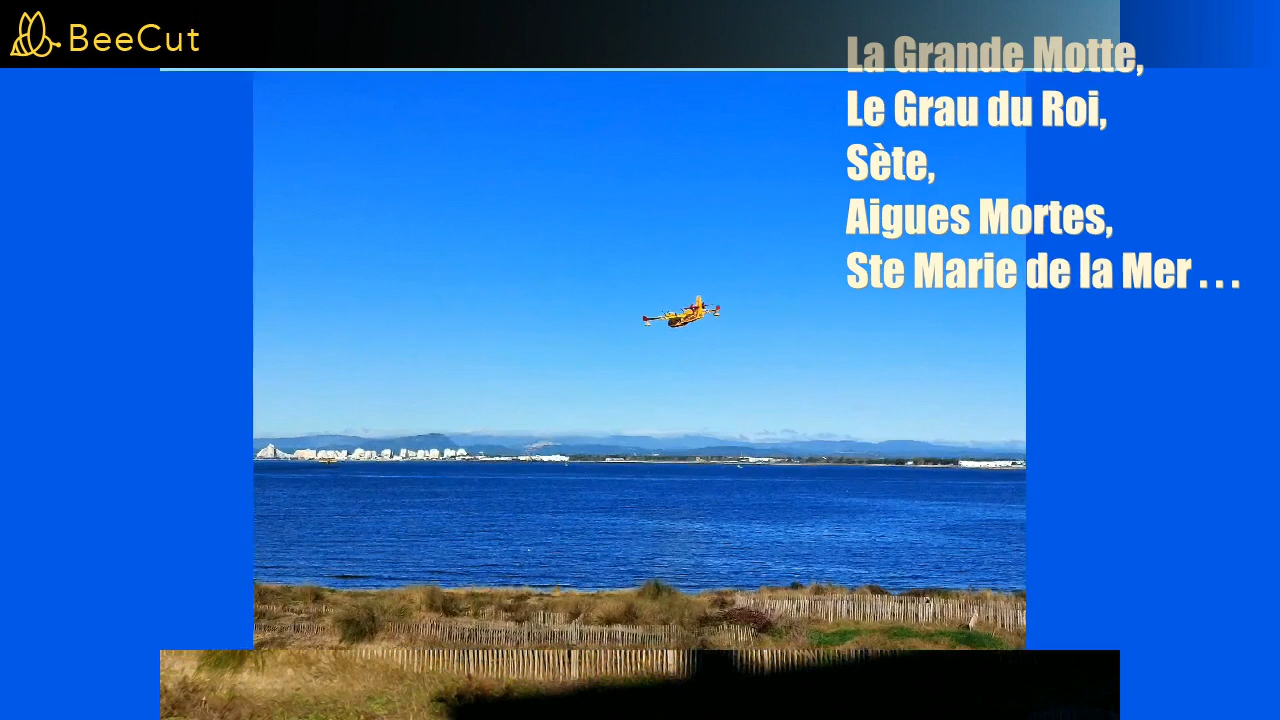 BeeCut
La Grande Motte,
Le Grau du Roi,
Sète,
Aigues Mortes,
Ste Marie de la Mer . . .